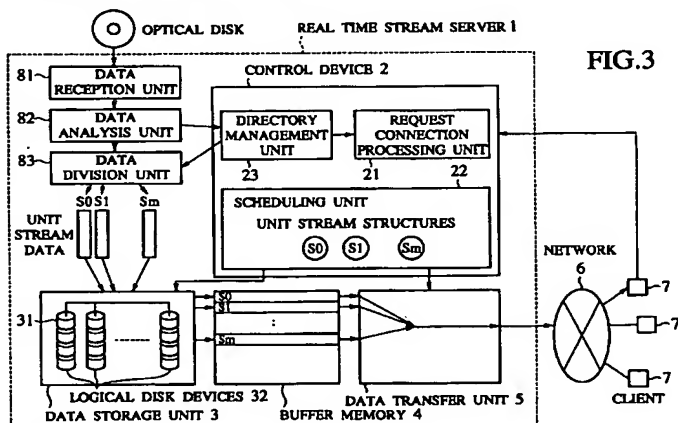 OPTICAL DISK
REAL TIME STREAM SERVER 1
FIG.3
81
DATA
RECEPTION UNIT
CONTROL DEVICE 2
82
DATA
ANALYSIS UNIT
DIRECTORY
MANAGEMENT
UNIT
REQUEST
CONNECTION
PROCESSING UNIT
83
DATA
DIVISION UNIT
23
21
22
S0
S1
Sm
SCHEDULING UNIT
UNIT STREAM STRUCTURES
UNIT
STREAM
DATA
S0
S1
Sm
NETWORK
6
7
31
S0
S1
:
Sm
7
LOGICAL DISK DEVICES 32
DATA STORAGE UNIT 3
BUFFER MEMORY 4
DATA TRANSFER UNIT 5
7
CLIENT